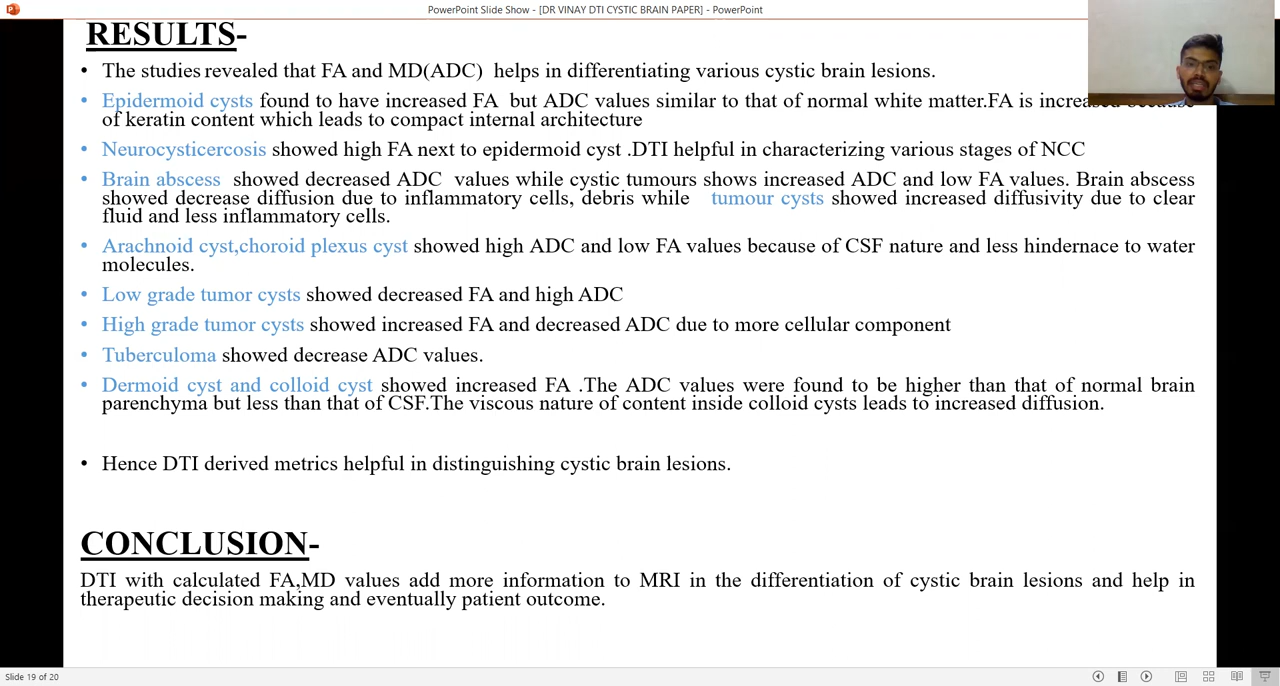 PowerPoint Slide Show - [DR VINAY DTI CYSTIC BRAIN PAPER] - PowerPoint
RESULTS-
• The studies revealed that FA and MD(ADC) helps in differentiating various cystic brain lesions.
• Epidermoid cysts found to have increased FA but ADC values similar to that of normal white matter.FA is increased because
of keratin content which leads to compact internal architecture
• Neurocysticercosis showed high FA next to epidermoid cyst .DTI helpful in characterizing various stages of NCC
• Brain abscess showed decreased ADC values while cystic tumours shows increased ADC and low FA values. Brain abscess
showed decrease diffusion due to inflammatory cells, debris while tumour cysts showed increased diffusivity due to clear
fluid and less inflammatory cells.
• Arachnoid cyst,choroid plexus cyst showed high ADC and low FA values because of CSF nature and less hindernace to water
molecules.
• Low grade tumor cysts showed decreased FA and high ADC
• High grade tumor cysts showed increased FA and decreased ADC due to more cellular component
• Tuberculoma showed decrease ADC values.
• Dermoid cyst and colloid cyst showed increased FA .The ADC values were found to be higher than that of normal brain
parenchyma but less than that of CSF.The viscous nature of content inside colloid cysts leads to increased diffusion.
• Hence DTI derived metrics helpful in distinguishing cystic brain lesions.
CONCLUSION-
DTI with calculated FA,MD values add more information to MRI in the differentiation of cystic brain lesions and help in
therapeutic decision making and eventually patient outcome.
Slide 19 of 20